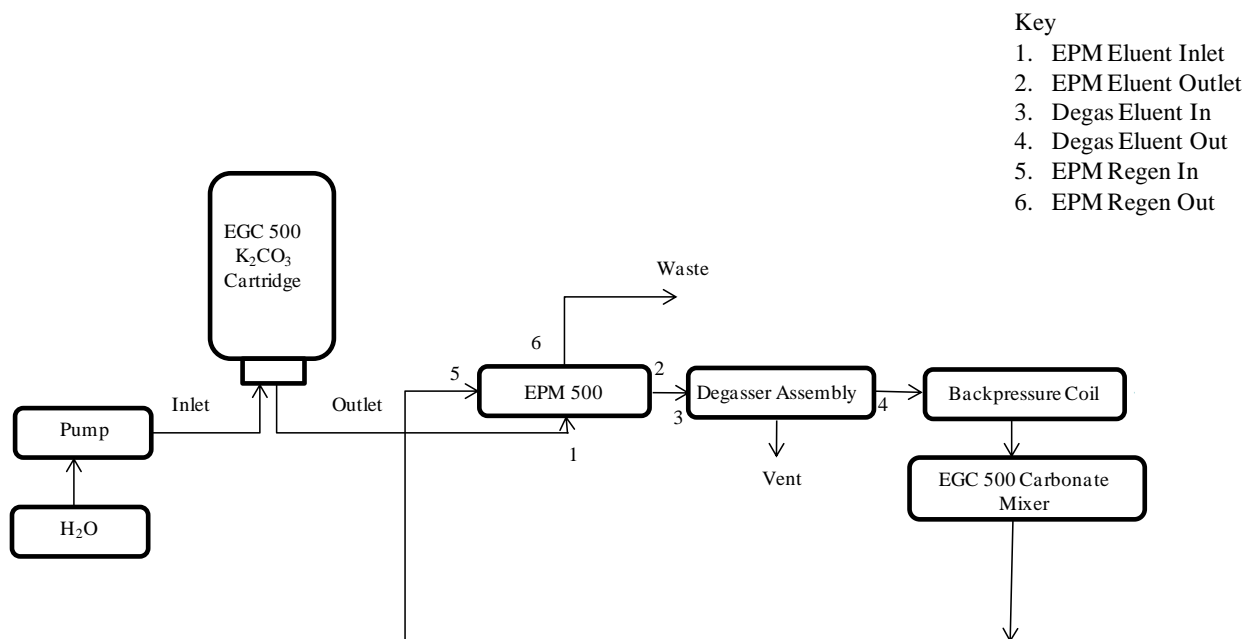 Key
1. EPM Eluent Inlet
2. EPM Eluent Outlet
3. Degas Eluent In
4. Degas Eluent Out
5. EPM Regen In
6. EPM Regen Out
EGC 500
K₂CO₃
Cartridge
Waste
6
5
2
EPM 500
Degasser Assembly
3
4
Backpressure Coil
Inlet
Outlet
Pump
1
Vent
EGC 500 Carbonate
Mixer
H₂O